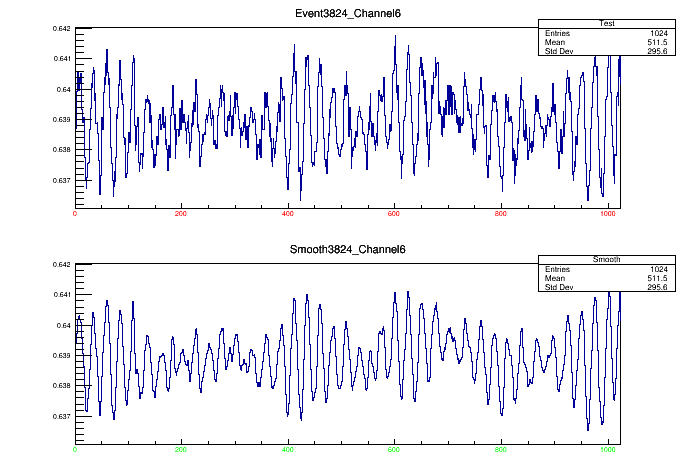 Event3824_Channel6
Test
Entries 1024
Mean 511.5
Std Dev 295.6
0.642
0.641
0.64
0.639
0.638
0.637
0 200 400 600 800 1000
Smooth3824_Channel6
Smooth
Entries 1024
Mean 511.5
Std Dev 295.6
0.642
0.641
0.64
0.639
0.638
0.637
0 200 400 600 800 1000